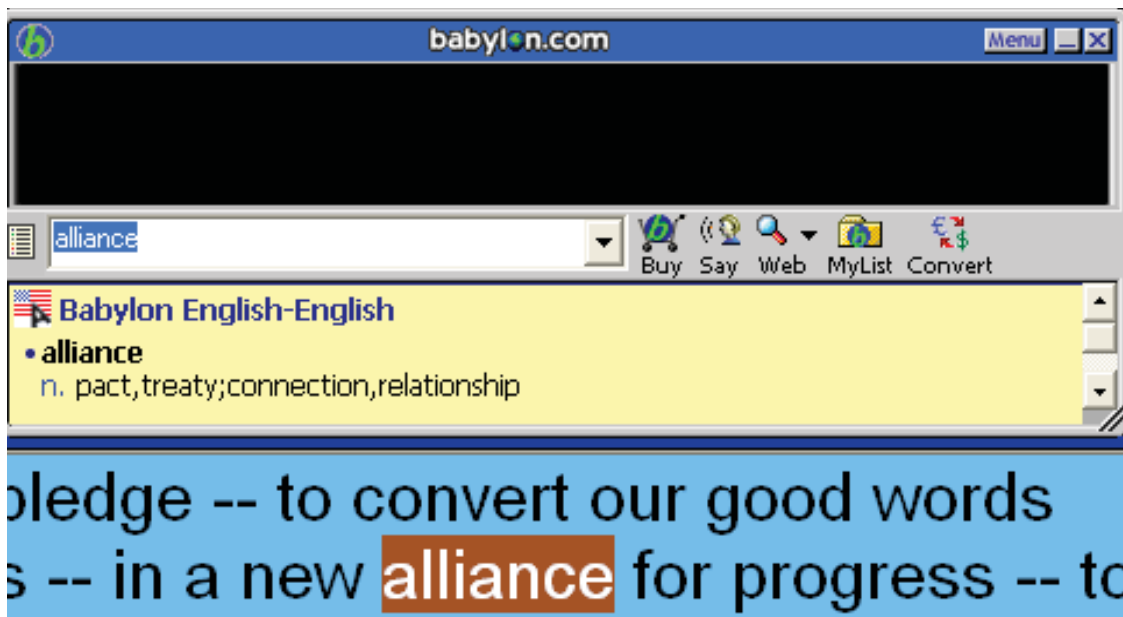 babylon.com
Menu
alliance
Buy Say Web MyList Convert
Babylon English-English
• alliance
n. pact,treaty;connection,relationship
pledge -- to convert our good words
s -- in a new alliance for progress -- to